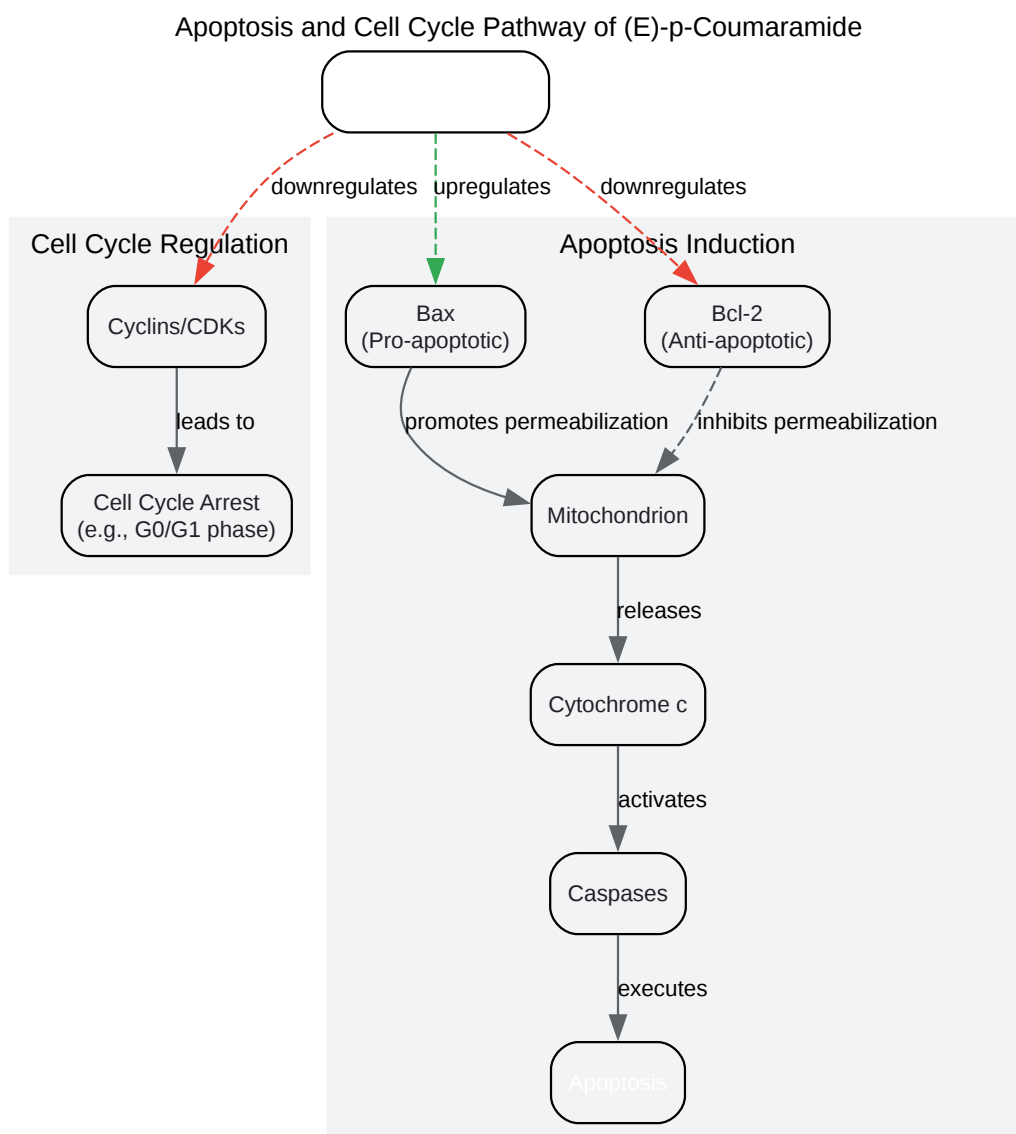 Apoptosis and Cell Cycle Pathway of (E)-p-Coumaramide
downregulates
upregulates
downregulates
Cell Cycle Regulation
Apoptosis Induction
Cyclins/CDKs
Bax
(Pro-apoptotic)
Bcl-2
(Anti-apoptotic)
leads to
promotes permeabilization
inhibits permeabilization
Cell Cycle Arrest
(e.g., G0/G1 phase)
Mitochondrion
releases
Cytochrome c
activates
Caspases
executes
Apoptosis